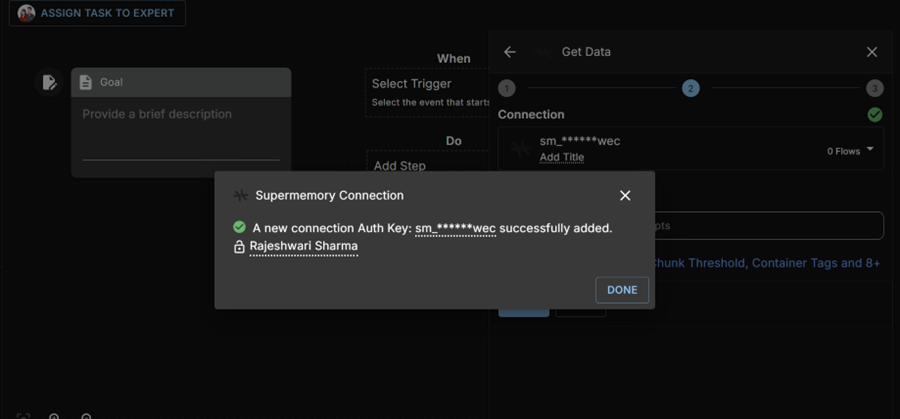 ASSIGN TASK TO EXPERT
Goal
Provide a brief description
When
Select Trigger
Select the event that starts
Do
Add Step
Get Data
1
2
3
Connection
sm_******wec
Add Title
0 Flows
Supermemory Connection
A new connection Auth Key: sm_******wec successfully added.
Rajeshwari Sharma
DONE
Threshold, Container Tags and 8+